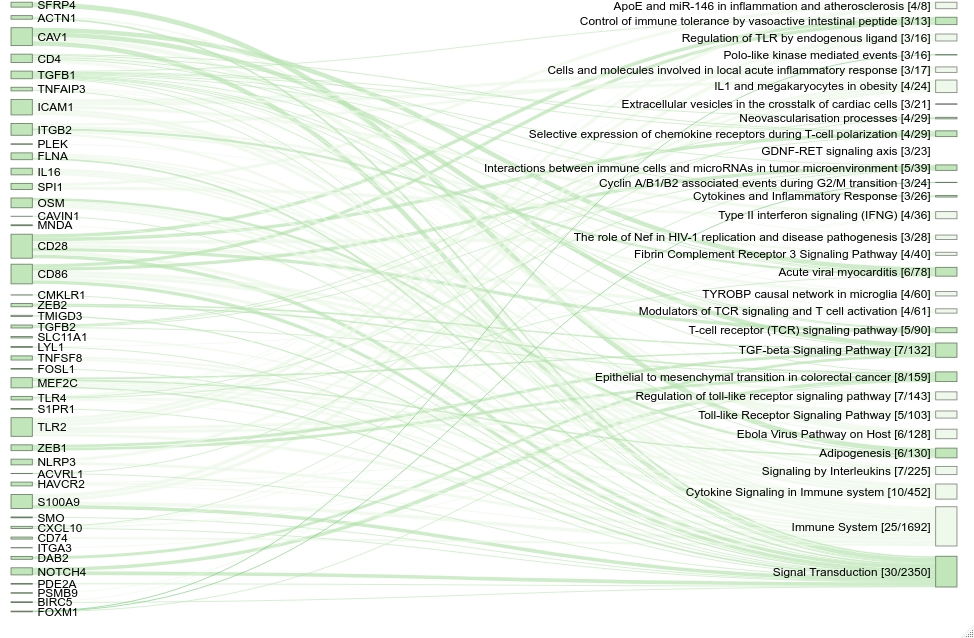 SFRP4
ACTN1
CAV1
CD4
TGFB1
TNFAIP3
ICAM1
ITGB2
PLEK
FLNA
IL16
SPI1
OSM
CAVIN1
MNDA
CD28
CD86
CMKLR1
ZEB2
TMIGD3
TGFB2
SLC11A1
LYL1
TNFSF8
FOSL1
MEF2C
TLR4
S1PR1
TLR2
ZEB1
NLRP3
ACVRL1
HAVCR2
S100A9
SMO
CXCL10
CD74
ITGA3
DAB2
NOTCH4
PDE2A
PSMB9
BIRC5
FOXM1
ApoE and miR-146 in inflammation and atherosclerosis [4/8]
Control of immune tolerance by vasoactive intestinal peptide [3/13]
Regulation of TLR by endogenous ligand [3/16]
Polo-like kinase mediated events [3/16]
Cells and molecules involved in local acute inflammatory response [3/17]
IL1 and megakaryocytes in obesity [4/24]
Extracellular vesicles in the crosstalk of cardiac cells [3/21]
Neovascularisation processes [4/29]
Selective expression of chemokine receptors during T-cell polarization [4/29]
GDNF-RET signaling axis [3/23]
Interactions between immune cells and microRNAs in tumor microenvironment [5/39]
Cyclin A/B1/B2 associated events during G2/M transition [3/24]
Cytokines and Inflammatory Response [3/26]
Type II interferon signaling (IFNG) [4/36]
The role of Nef in HIV-1 replication and disease pathogenesis [3/28]
Fibrin Complement Receptor 3 Signaling Pathway [4/40]
Acute viral myocarditis [6/78]
TYROBP causal network in microglia [4/60]
Modulators of TCR signaling and T cell activation [4/61]
T-cell receptor (TCR) signaling pathway [5/90]
TGF-beta Signaling Pathway [7/132]
Epithelial to mesenchymal transition in colorectal cancer [8/159]
Regulation of toll-like receptor signaling pathway [7/143]
Toll-like Receptor Signaling Pathway [5/103]
Ebola Virus Pathway on Host [6/128]
Adipogenesis [6/130]
Signaling by Interleukins [7/225]
Cytokine Signaling in Immune system [10/452]
Immune System [25/1692]
Signal Transduction [30/2350]